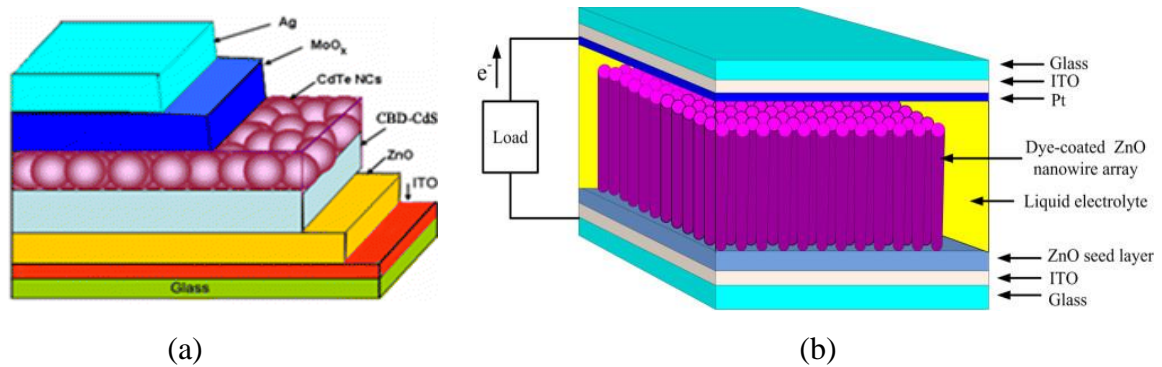 Ag
MoOₓ
CdTe NCs
CBD-CdS
ZnO
ITO
Glass
(a)
e⁻
Load
Glass
ITO
Pt
Dye-coated ZnO
nanowire array
Liquid electrolyte
ZnO seed layer
ITO
Glass
(b)